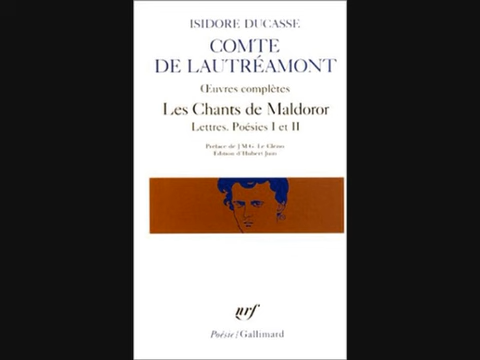 ISIDORE DUCASSE
COMTE
DE LAUTRÉAMONT
Œuvres complètes
Les Chants de Maldoror
Lettres. Poésies I et II
Préface de J.M.G. Le Clézio
Édition d'Hubert Juin
nrf
Poésie/Gallimard